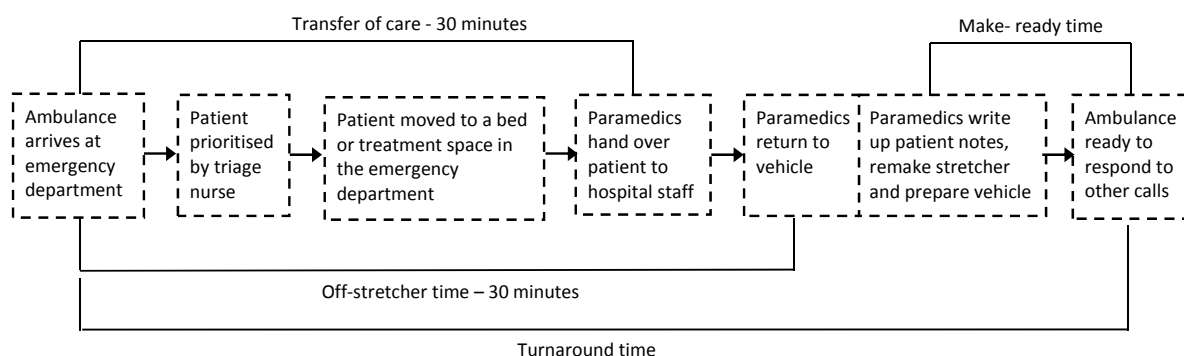 Transfer of care - 30 minutes
Make- ready time
Ambulance
arrives at
emergency
department
Patient
prioritised
by triage
nurse
Patient moved to a bed
or treatment space in
the emergency
department
Paramedics
hand over
patient to
hospital staff
Paramedics
return to
vehicle
Paramedics write
up patient notes,
remake stretcher
and prepare vehicle
Ambulance
ready to
respond to
other calls
Off-stretcher time – 30 minutes
Turnaround time